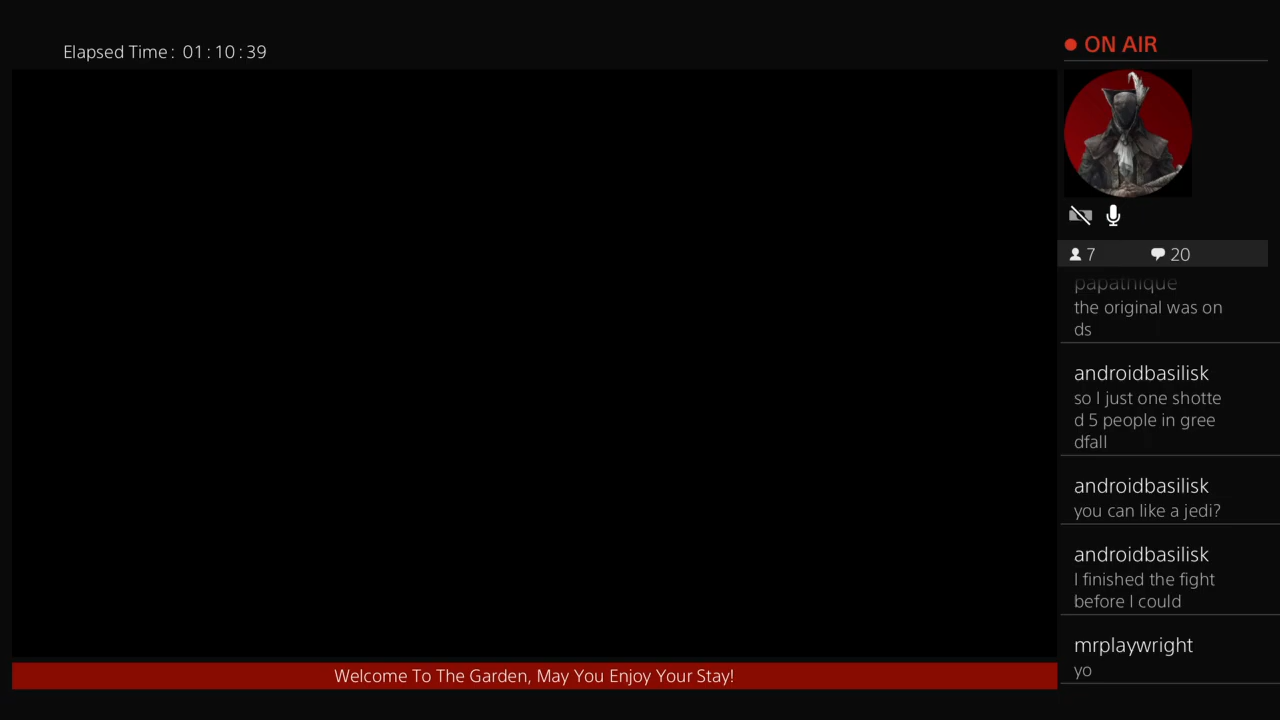 Elapsed Time: 01:10:39
ON AIR
7 20
papathique
the original was on
ds
androidbasilisk
so I just one shotte
d 5 people in gree
dfall
androidbasilisk
you can like a jedi?
androidbasilisk
I finished the fight
before I could
mrplaywright
yo
Welcome To The Garden, May You Enjoy Your Stay!